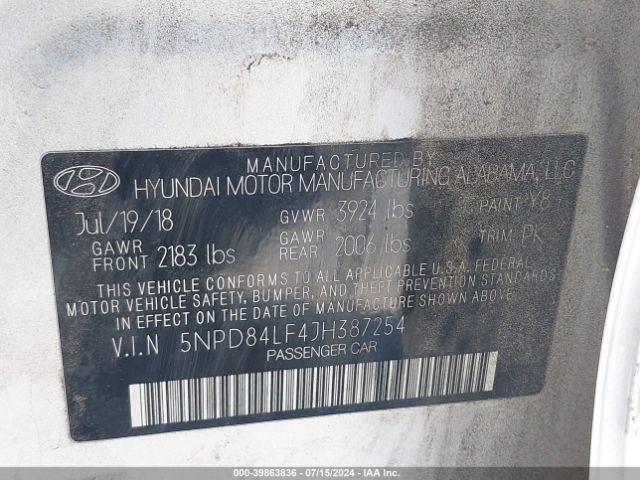 MANUFACTURED BY
HYUNDAI MOTOR MANUFACTURING ALABAMA, LLC
Jul/19/18 GVWR 3924 lbs PAINT Y8
GAWR FRONT 2183 lbs GAWR REAR 2006 lbs TRIM PK
THIS VEHICLE CONFORMS TO ALL APPLICABLE U.S.A. FEDERAL
MOTOR VEHICLE SAFETY, BUMPER, AND THEFT PREVENTION STANDARDS
IN EFFECT ON THE DATE OF MANUFACTURE SHOWN ABOVE.
V.I.N 5NPD84LF4JH387254
PASSENGER CAR
000-39863836 / 07/15/2024 - IAA Inc.